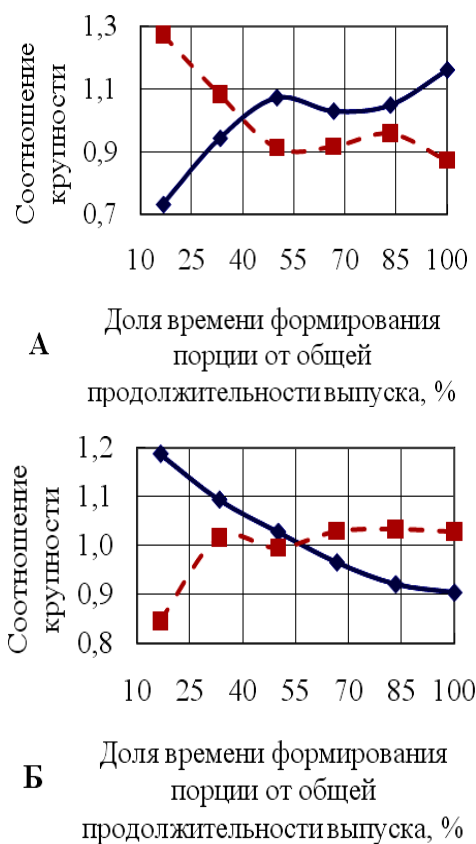 Соотношение
крупности
1,3
1,1
0,9
0,7
10 25 40 55 70 85 100
А
Доля времени формирования
порции от общей
продолжительности выпуска, %
Соотношение
крупности
1,2
1,1
1,0
0,9
0,8
10 25 40 55 70 85 100
Б
Доля времени формирования
порции от общей
продолжительности выпуска, %